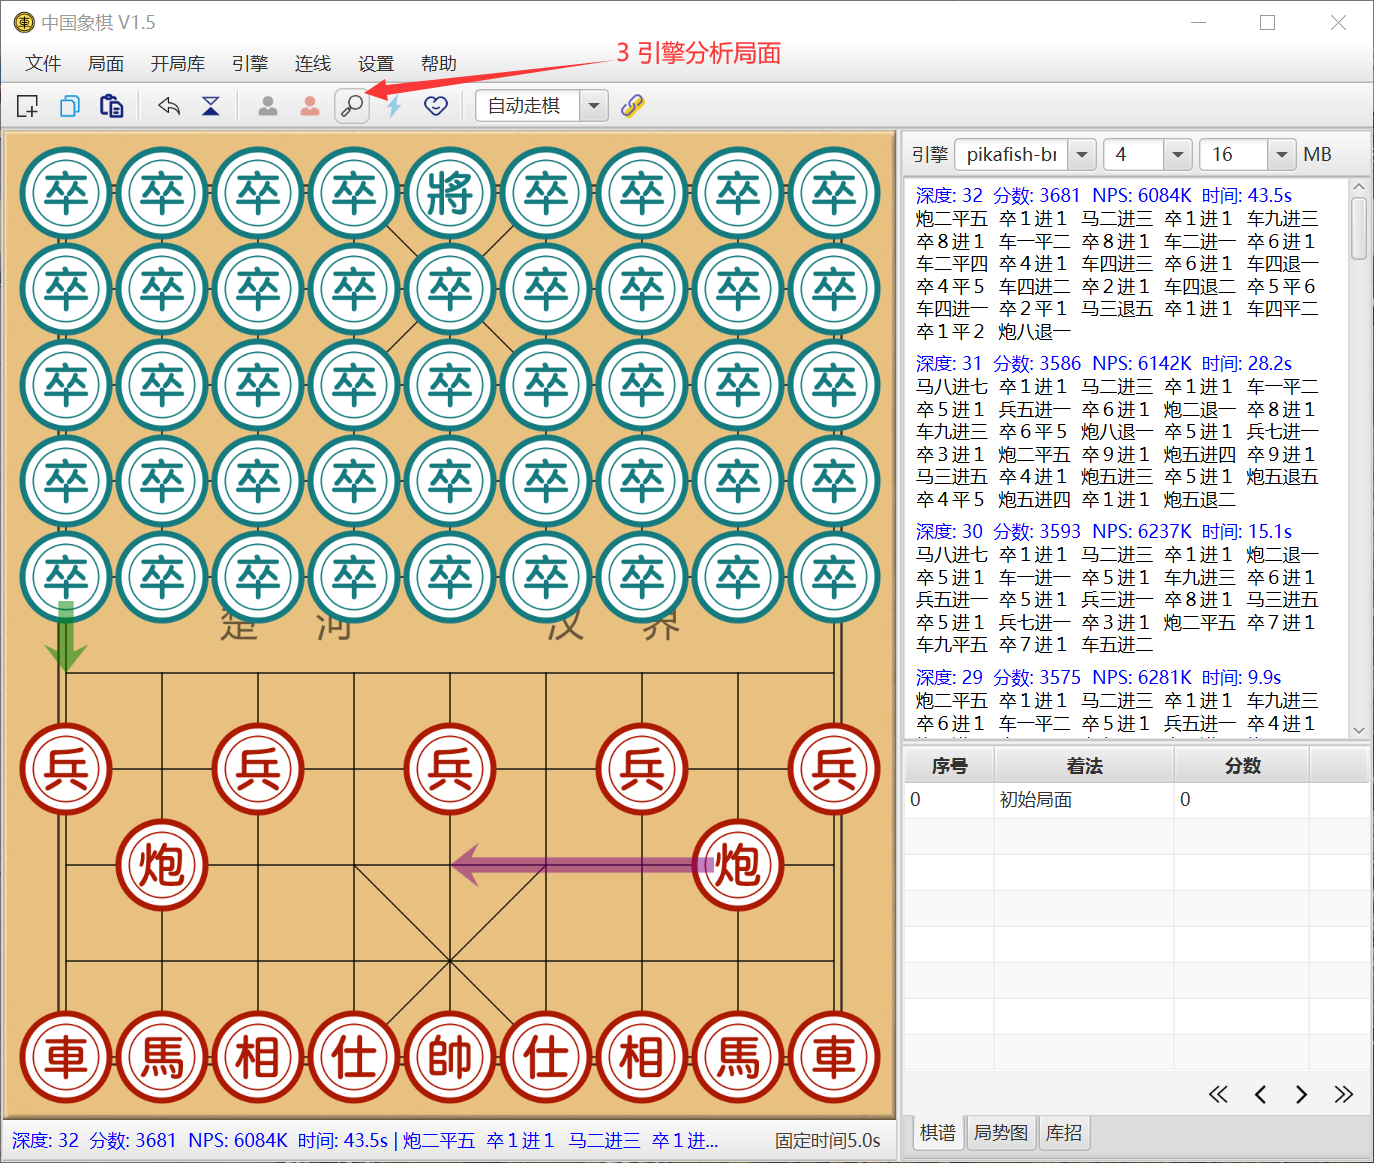 中国象棋 V1.5
3 引擎分析局面
文件 局面 开局库 引擎 连线 设置 帮助
自动走棋
引擎 pikafish-br 4 16 MB
卒 卒 卒 卒 將 卒 卒 卒 卒
卒 卒 卒 卒 卒 卒 卒 卒 卒
卒 卒 卒 卒 卒 卒 卒 卒 卒
卒 卒 卒 卒 卒 卒 卒 卒 卒
卒 卒 卒 卒 卒 卒 卒 卒 卒
楚 河 汉 界
兵 兵 兵 兵 兵
炮 炮
車 馬 相 仕 帥 仕 相 馬 車
深度: 32 分数: 3681 NPS: 6084K 时间: 43.5s
炮二平五 卒１进１ 马二进三 卒１进１ 车九进三
卒８进１ 车一平二 卒８进１ 车二进一 卒６进１
车二平四 卒４进１ 车四进三 卒６进１ 车四退一
卒４平５ 车四进二 卒２进１ 车四退二 卒５平６
车四进一 卒２平１ 马三退五 卒１进１ 车四平二
卒１平２ 炮八退一
深度: 31 分数: 3586 NPS: 6142K 时间: 28.2s
马八进七 卒１进１ 马二进三 卒１进１ 车一平二
卒５进１ 兵五进一 卒６进１ 炮二退一 卒８进１
车九进三 卒６平５ 炮八退一 卒５进１ 兵七进一
卒３进１ 炮二平五 卒９进１ 炮五进四 卒９进１
马三进五 卒４进１ 炮五进三 卒５进１ 炮五退五
卒４平５ 炮五进四 卒１进１ 炮五退二
深度: 30 分数: 3593 NPS: 6237K 时间: 15.1s
马八进七 卒１进１ 马二进三 卒１进１ 炮二退一
卒５进１ 车一进一 卒５进１ 车九进三 卒６进１
兵五进一 卒５进１ 兵三进一 卒８进１ 马三进五
卒５进１ 兵七进一 卒３进１ 炮二平五 卒７进１
车九平五 卒７进１ 车五进二
深度: 29 分数: 3575 NPS: 6281K 时间: 9.9s
炮二平五 卒１进１ 马二进三 卒１进１ 车九进三
卒６进１ 车一平二 卒５进１ 兵五进一 卒４进１
序号 着法 分数
0 初始局面 0
棋谱 局势图 库招
深度: 32 分数: 3681 NPS: 6084K 时间: 43.5s | 炮二平五 卒１进１ 马二进三 卒１进...
固定时间5.0s